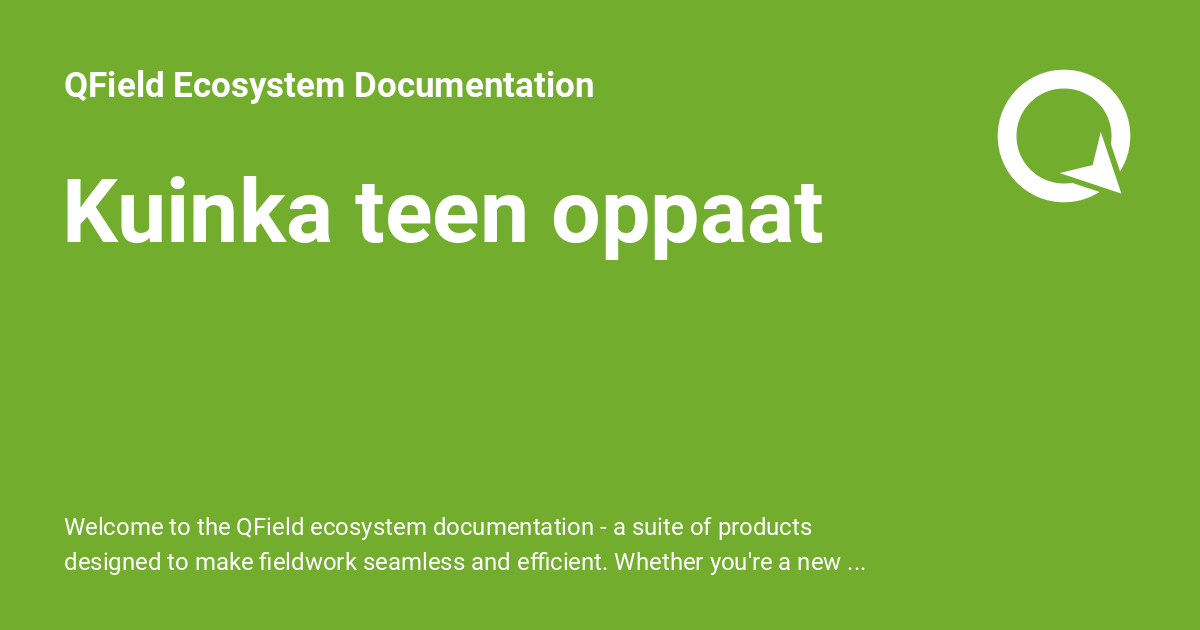 QField Ecosystem Documentation
Kuinka teen oppaat
Welcome to the QField ecosystem documentation - a suite of products
designed to make fieldwork seamless and efficient. Whether you're a new ...